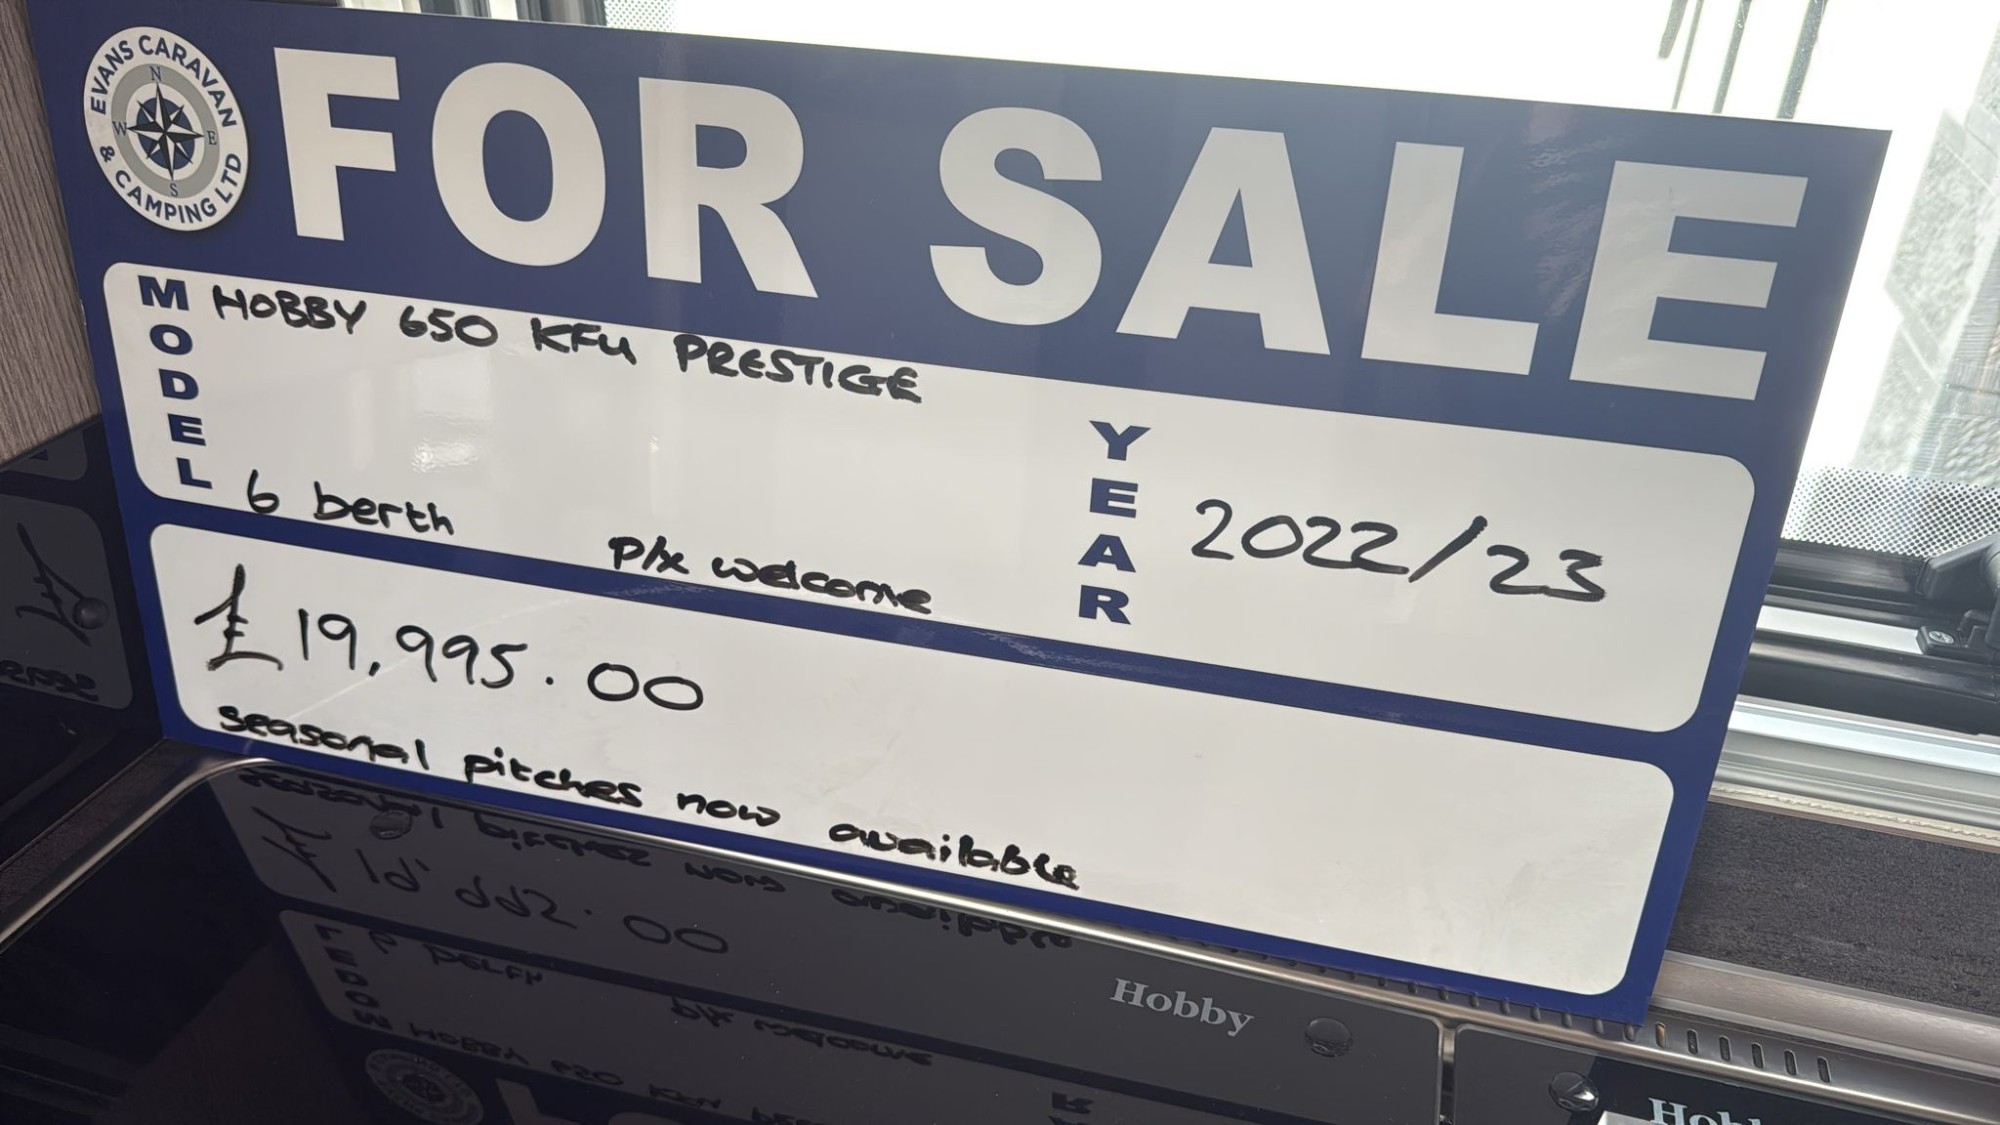 EVANS CARAVAN
& CAMPING LTD
N
W E
S
FOR SALE
MODEL
HOBBY 650 KFU PRESTIGE
6 berth p/x welcome
YEAR
2022/23
£19,995.00
seasonal pitches now available
Hobby